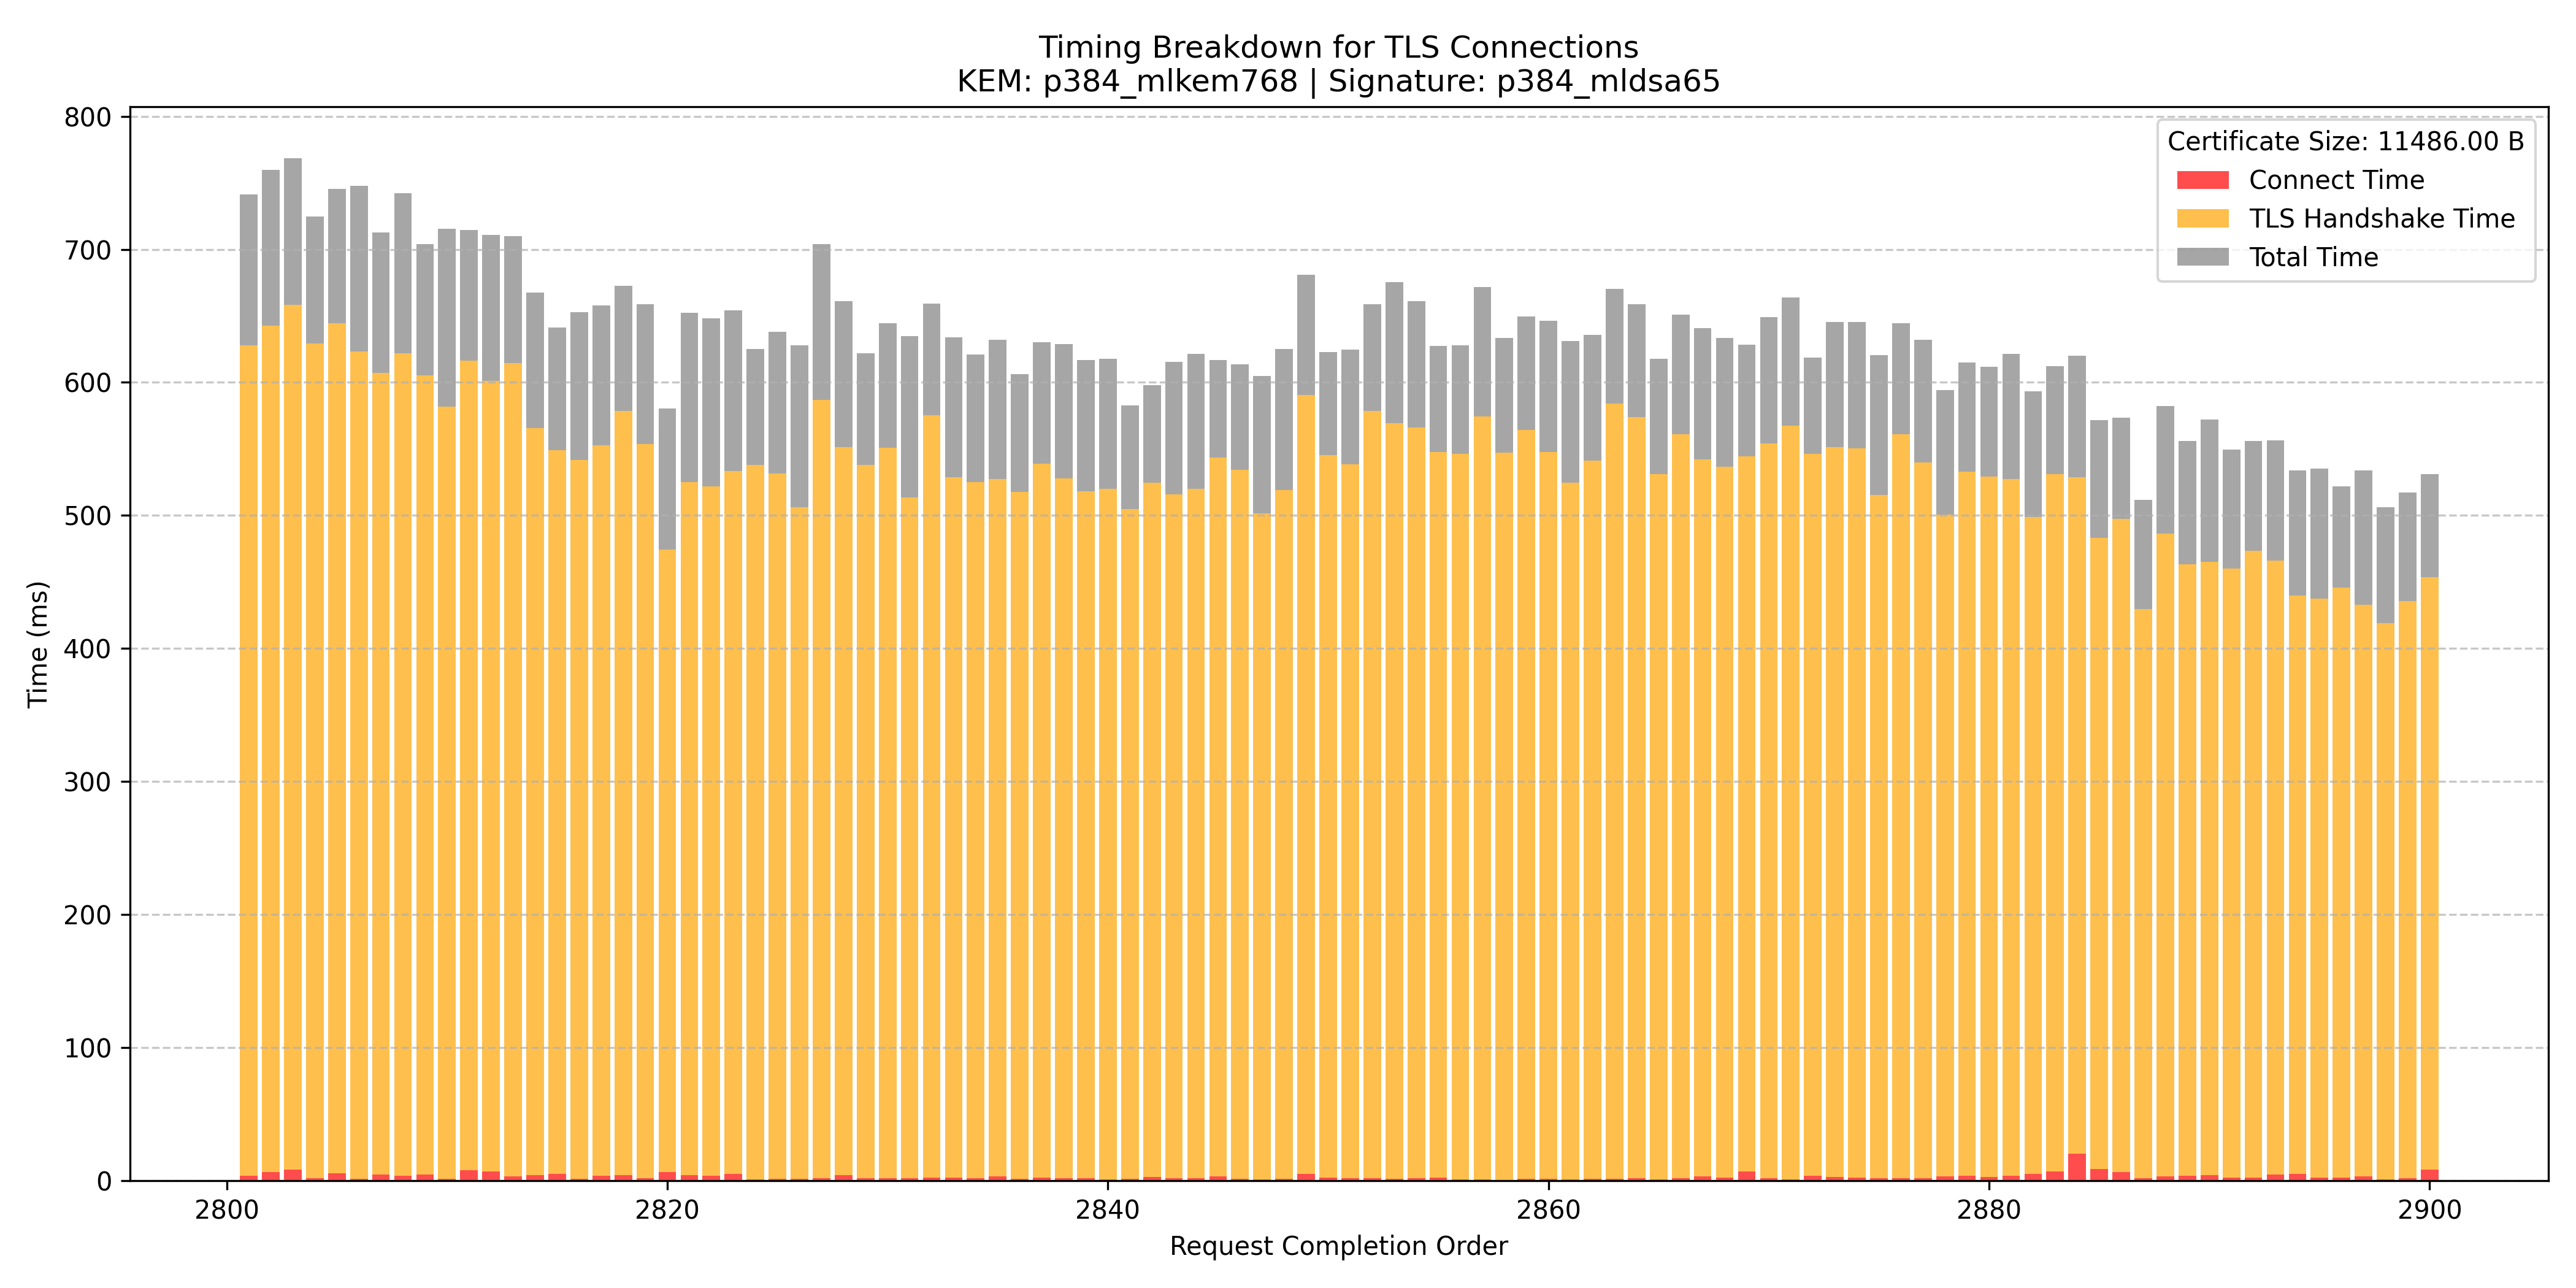 Timing Breakdown for TLS Connections
KEM: p384_mlkem768 | Signature: p384_mldsa65
Certificate Size: 11486.00 B
Connect Time
TLS Handshake Time
Total Time
Time (ms)
800
700
600
500
400
300
200
100
0
2800 2820 2840 2860 2880 2900
Request Completion Order